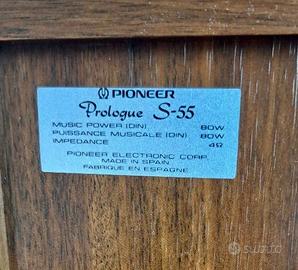 PIONEER
Prologue S-55
MUSIC POWER (DIN) 80W
PUISSANCE MUSICALE (DIN) 80W
IMPEDANCE 4Ω
PIONEER ELECTRONIC CORP.
MADE IN SPAIN
FABRIQUE EN ESPAGNE
SUBITO